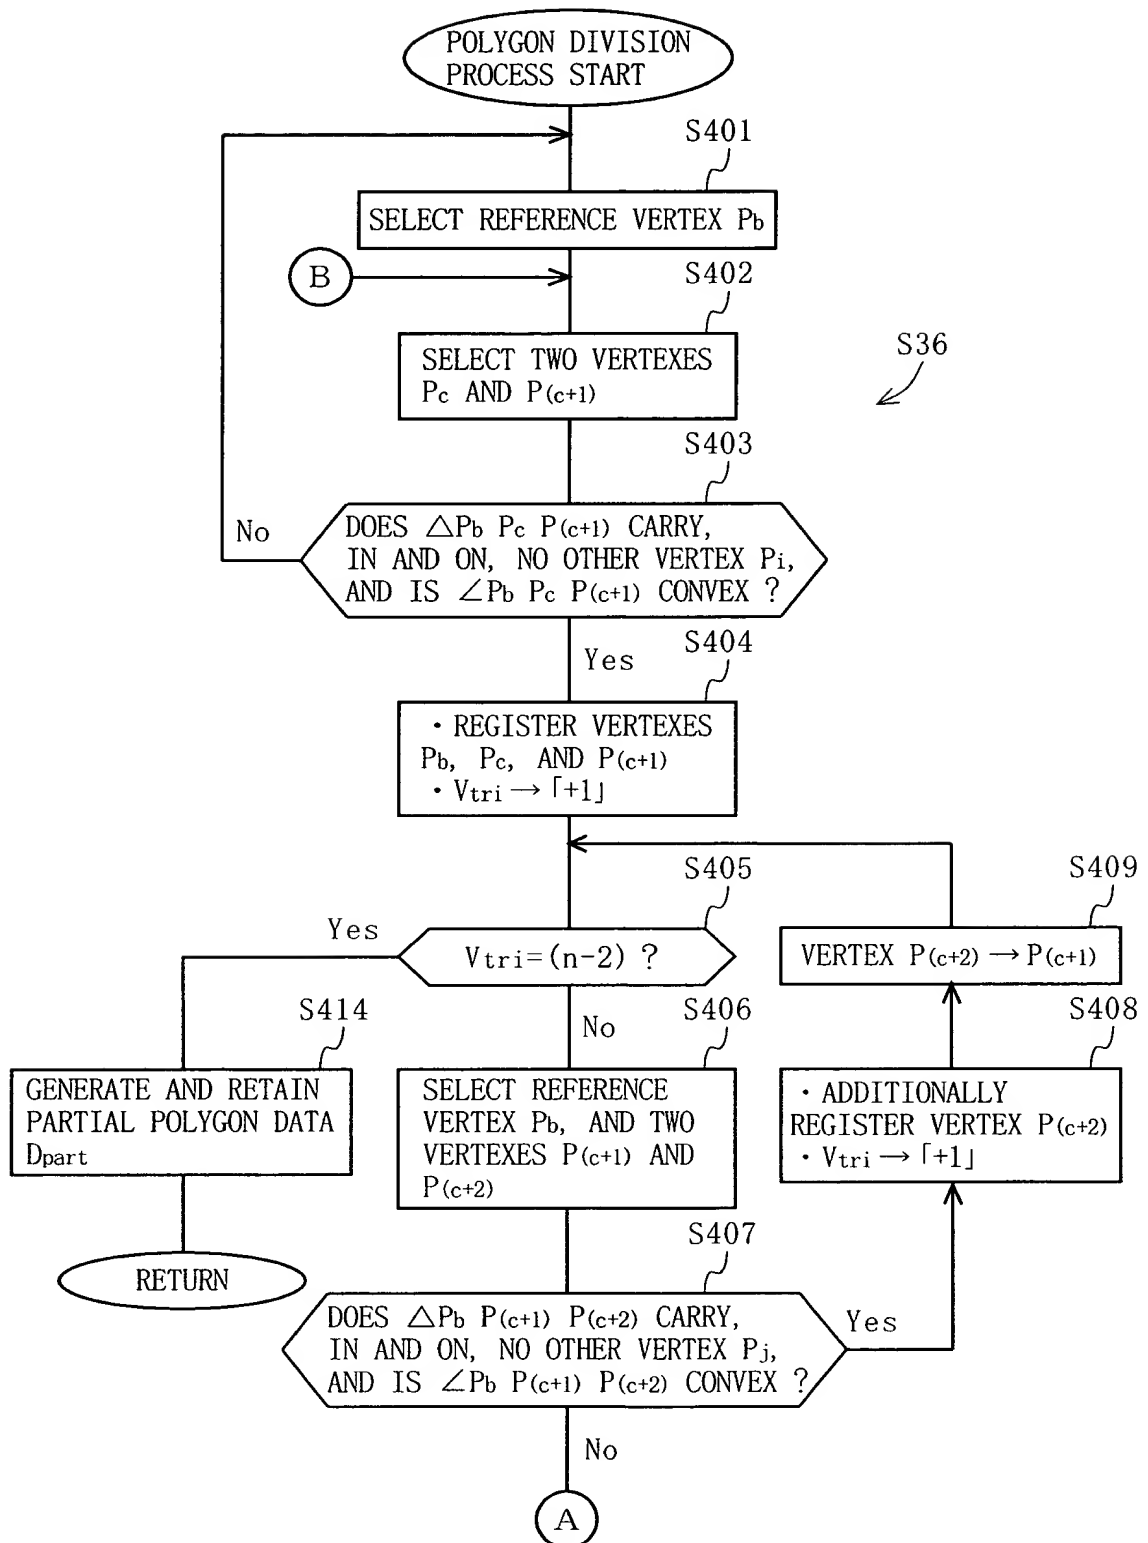 POLYGON DIVISION
PROCESS START
S401
SELECT REFERENCE VERTEX Pb
B
S402
SELECT TWO VERTEXES
Pc AND P(c+1)
S36
S403
DOES △Pb Pc P(c+1) CARRY,
IN AND ON, NO OTHER VERTEX Pi,
AND IS ∠Pb Pc P(c+1) CONVEX ?
No
Yes
S404
・REGISTER VERTEXES
Pb, Pc, AND P(c+1)
・Vtri→「+1」
S405
Vtri=(n-2) ?
Yes
No
S409
VERTEX P(c+2)→P(c+1)
S414
GENERATE AND RETAIN
PARTIAL POLYGON DATA
Dpart
S406
SELECT REFERENCE
VERTEX Pb, AND TWO
VERTEXES P(c+1) AND
P(c+2)
S408
・ADDITIONALLY
REGISTER VERTEX P(c+2)
・Vtri→「+1」
RETURN
S407
DOES △Pb P(c+1) P(c+2) CARRY,
IN AND ON, NO OTHER VERTEX Pj,
AND IS ∠Pb P(c+1) P(c+2) CONVEX ?
Yes
No
A